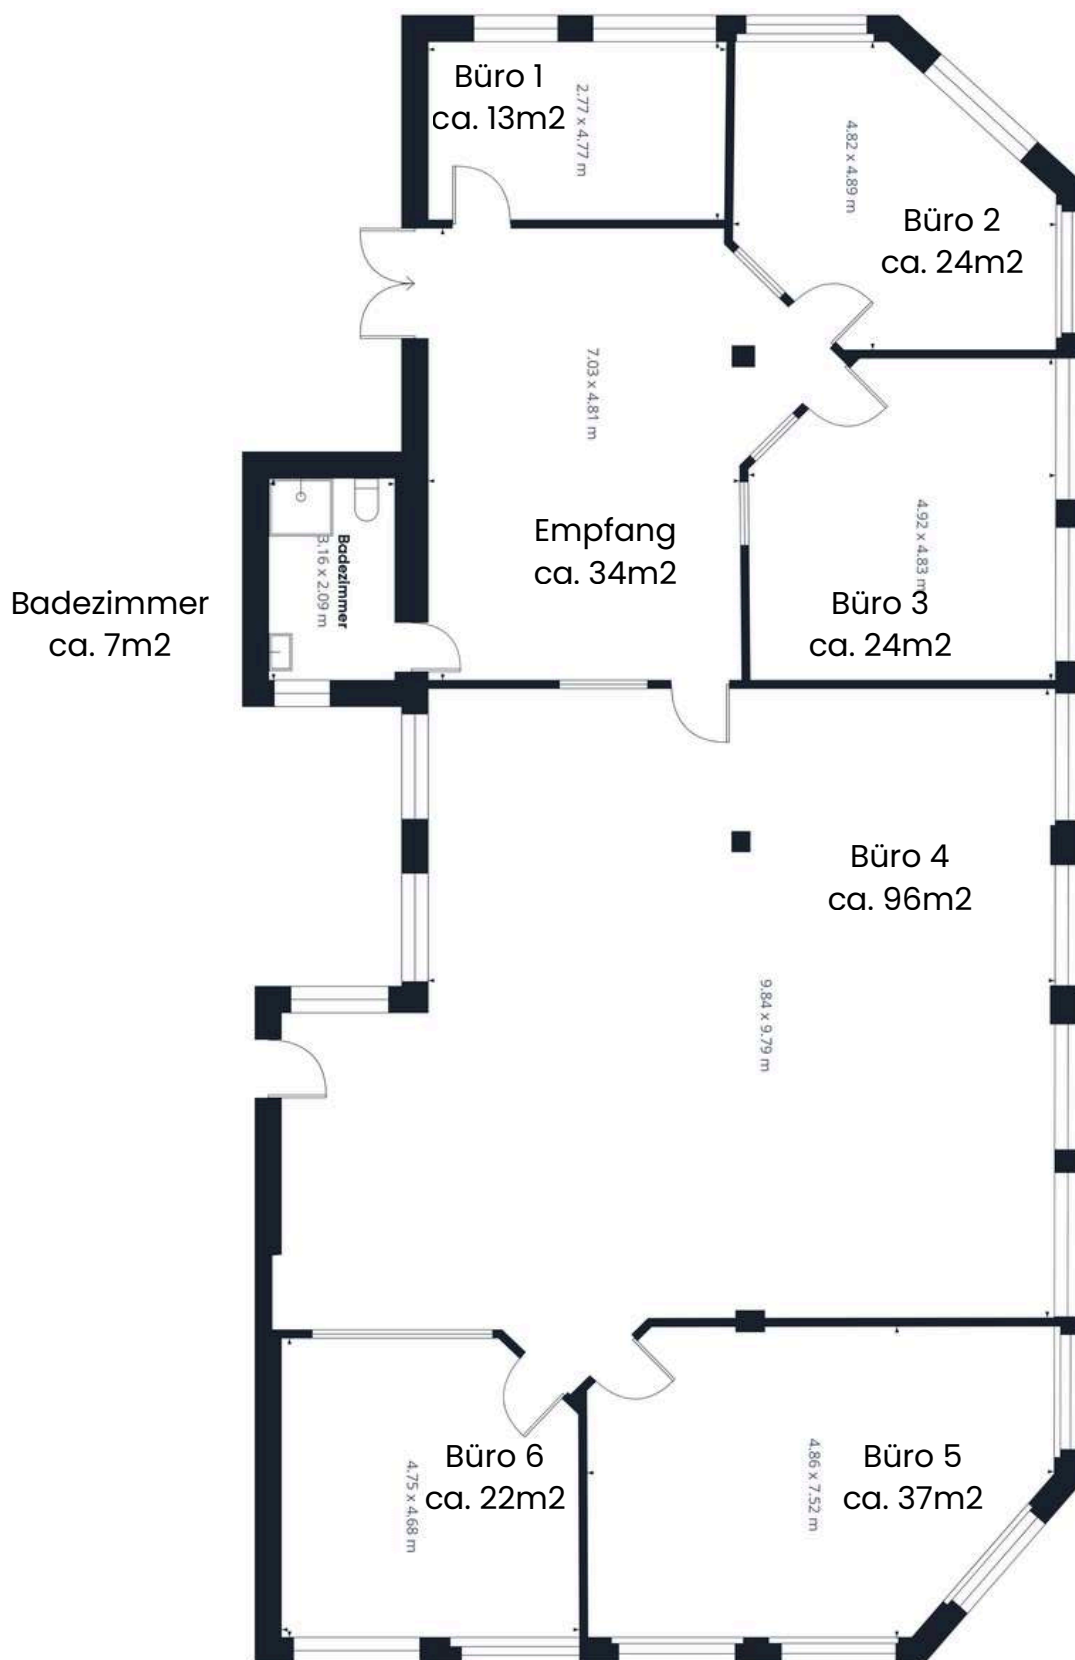 Büro 1
ca. 13m2
2.77 x 4.77 m
4.82 x 4.89 m
Büro 2
ca. 24m2
7.03 x 4.81 m
Empfang
ca. 34m2
4.92 x 4.83 m
Büro 3
ca. 24m2
Badezimmer
3.16 x 2.09 m
Badezimmer
ca. 7m2
Büro 4
ca. 96m2
9.84 x 9.79 m
Büro 6
ca. 22m2
4.75 x 4.68 m
Büro 5
ca. 37m2
4.86 x 7.52 m